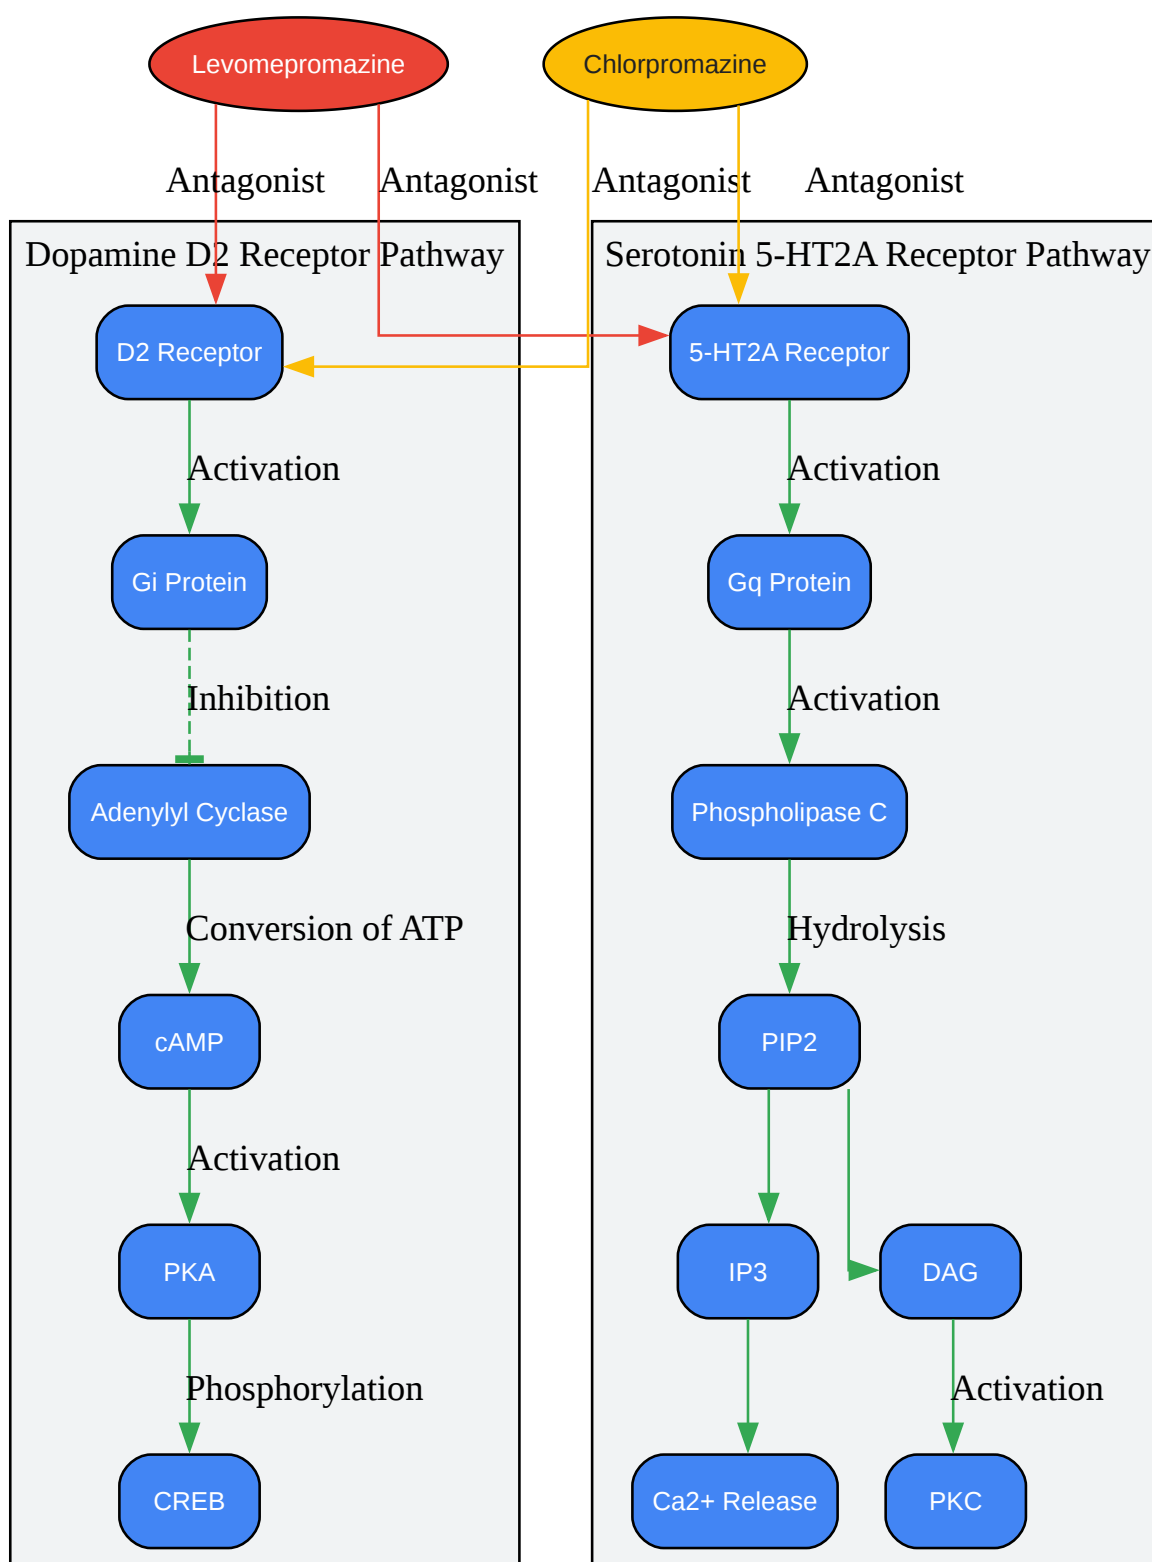 Levomepromazine
Chlorpromazine
Antagonist
Antagonist
Antagonist
Antagonist
Dopamine D2 Receptor Pathway
Serotonin 5-HT2A Receptor Pathway
D2 Receptor
5-HT2A Receptor
Activation
Activation
Gi Protein
Gq Protein
Inhibition
Activation
Adenylyl Cyclase
Phospholipase C
Conversion of ATP
Hydrolysis
cAMP
PIP2
Activation
PKA
IP3
DAG
Phosphorylation
Activation
CREB
Ca2+ Release
PKC